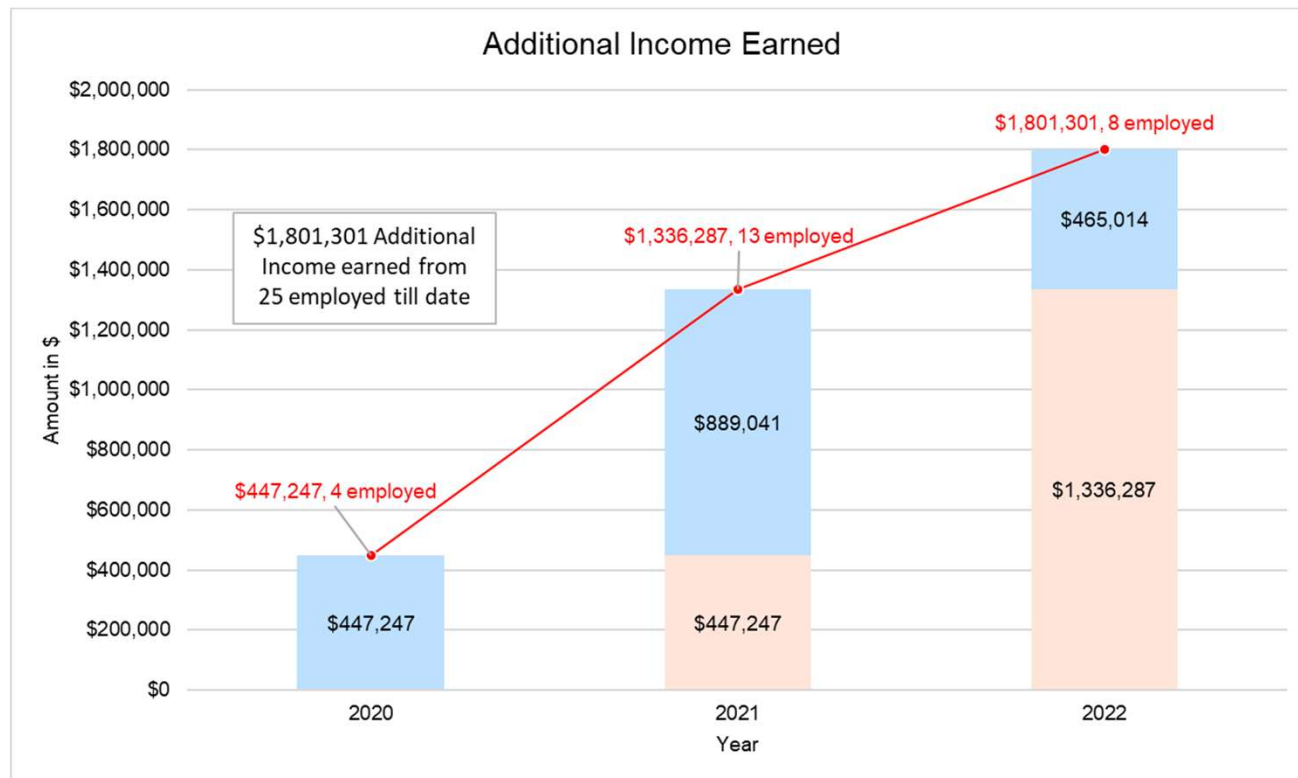 Additional Income Earned
$2,000,000
$1,800,000
$1,600,000
$1,400,000
$1,200,000
$1,000,000
$800,000
$600,000
$400,000
$200,000
$0
Amount in $
$1,801,301 Additional
Income earned from
25 employed till date
$447,247, 4 employed
$447,247
$1,336,287, 13 employed
$889,041
$447,247
$1,801,301, 8 employed
$465,014
$1,336,287
2020
2021
2022
Year